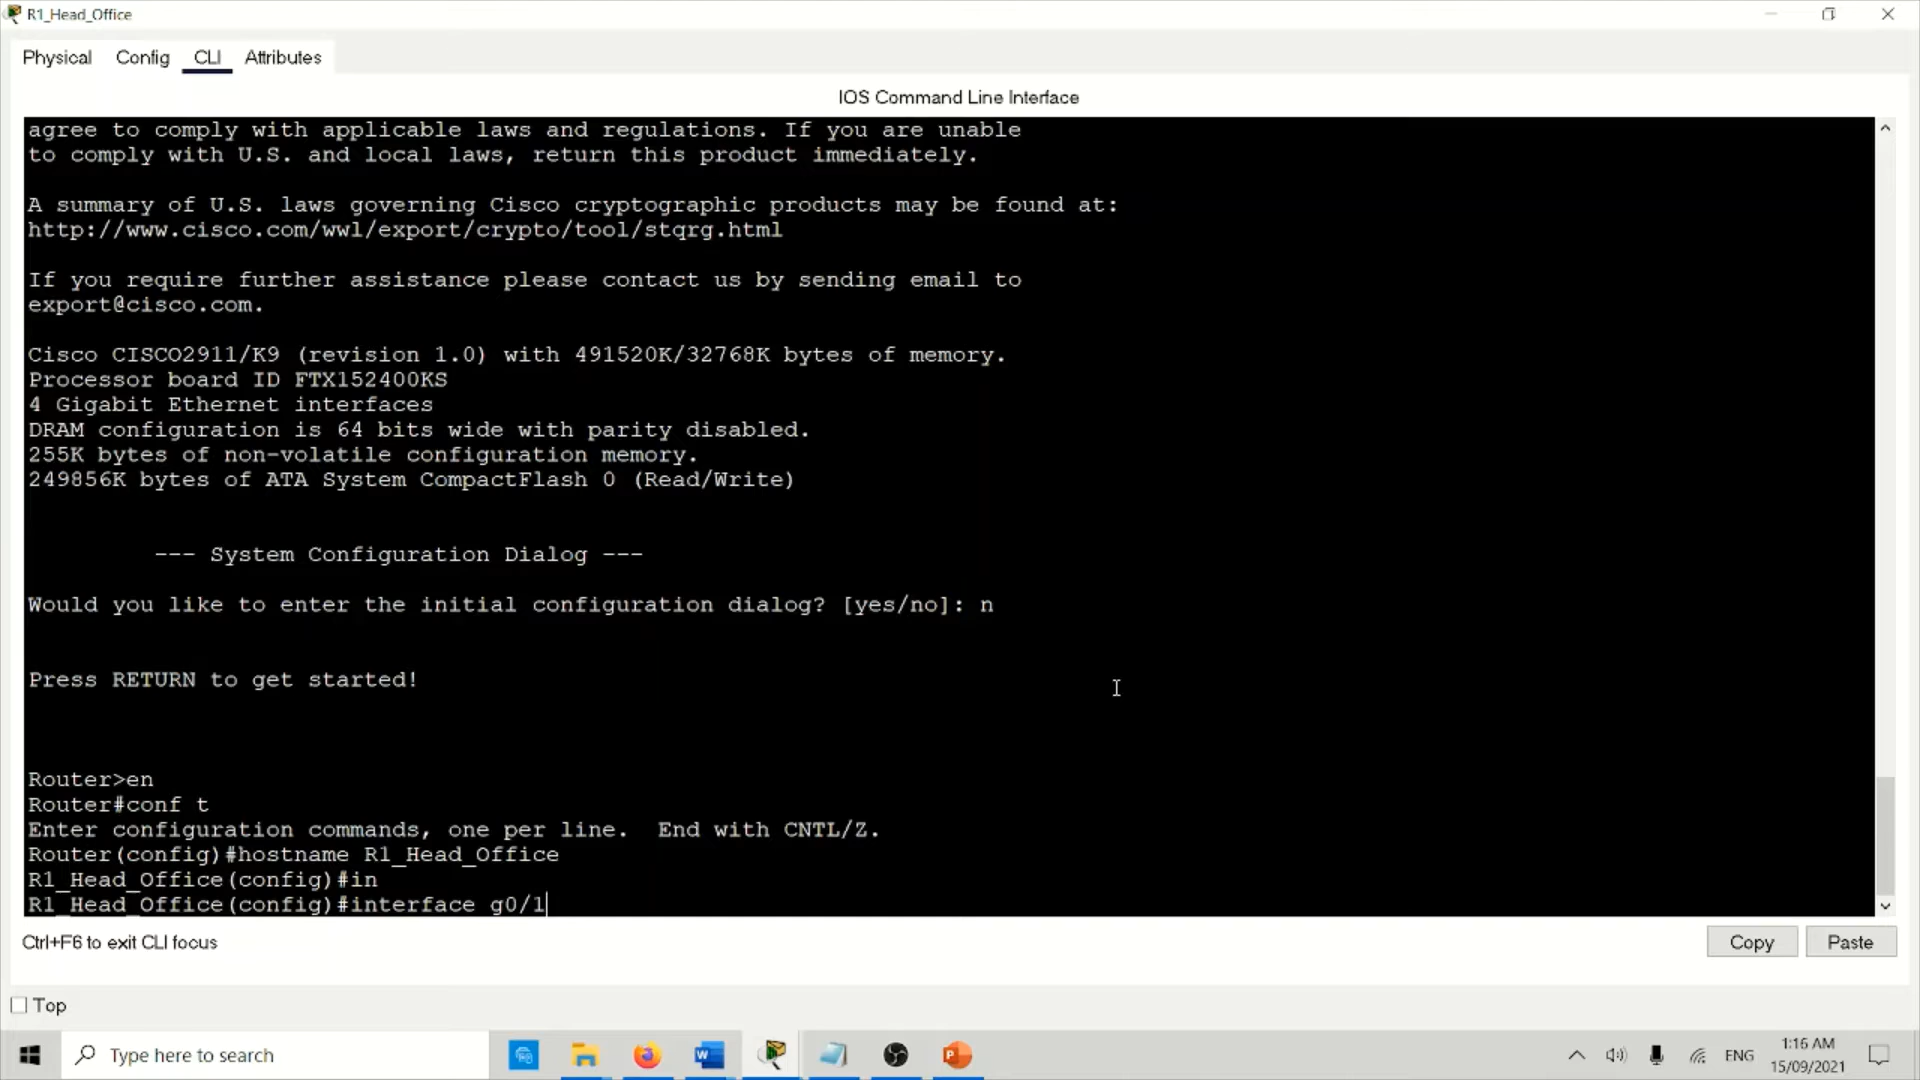 R1_Head_Office
Physical Config CLI Attributes
IOS Command Line Interface
agree to comply with applicable laws and regulations. If you are unable
to comply with U.S. and local laws, return this product immediately.
A summary of U.S. laws governing Cisco cryptographic products may be found at:
http://www.cisco.com/wwl/export/crypto/tool/stqrg.html
If you require further assistance please contact us by sending email to
export@cisco.com.
Cisco CISCO2911/K9 (revision 1.0) with 491520K/32768K bytes of memory.
Processor board ID FTX152400KS
4 Gigabit Ethernet interfaces
DRAM configuration is 64 bits wide with parity disabled.
255K bytes of non-volatile configuration memory.
249856K bytes of ATA System CompactFlash 0 (Read/Write)
--- System Configuration Dialog ---
Would you like to enter the initial configuration dialog? [yes/no]: n
Press RETURN to get started!
Router>en
Router#conf t
Enter configuration commands, one per line.  End with CNTL/Z.
Router(config)#hostname R1_Head_Office
R1_Head_Office(config)#in
R1_Head_Office(config)#interface g0/1
Ctrl+F6 to exit CLI focus
Copy Paste
Top
Type here to search
ENG
1:16 AM
15/09/2021